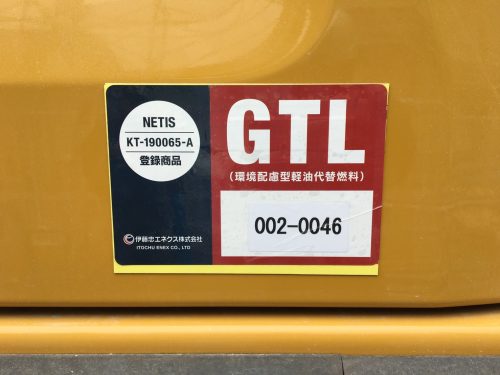 NETIS
KT-190065-A
登録商品
伊藤忠エネクス株式会社
ITOCHU ENEX CO., LTD
GTL
(環境配慮型軽油代替燃料)
002-0046